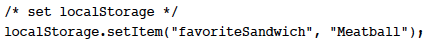 /* set localStorage */
localStorage.setItem("favoriteSandwich", "Meatball");